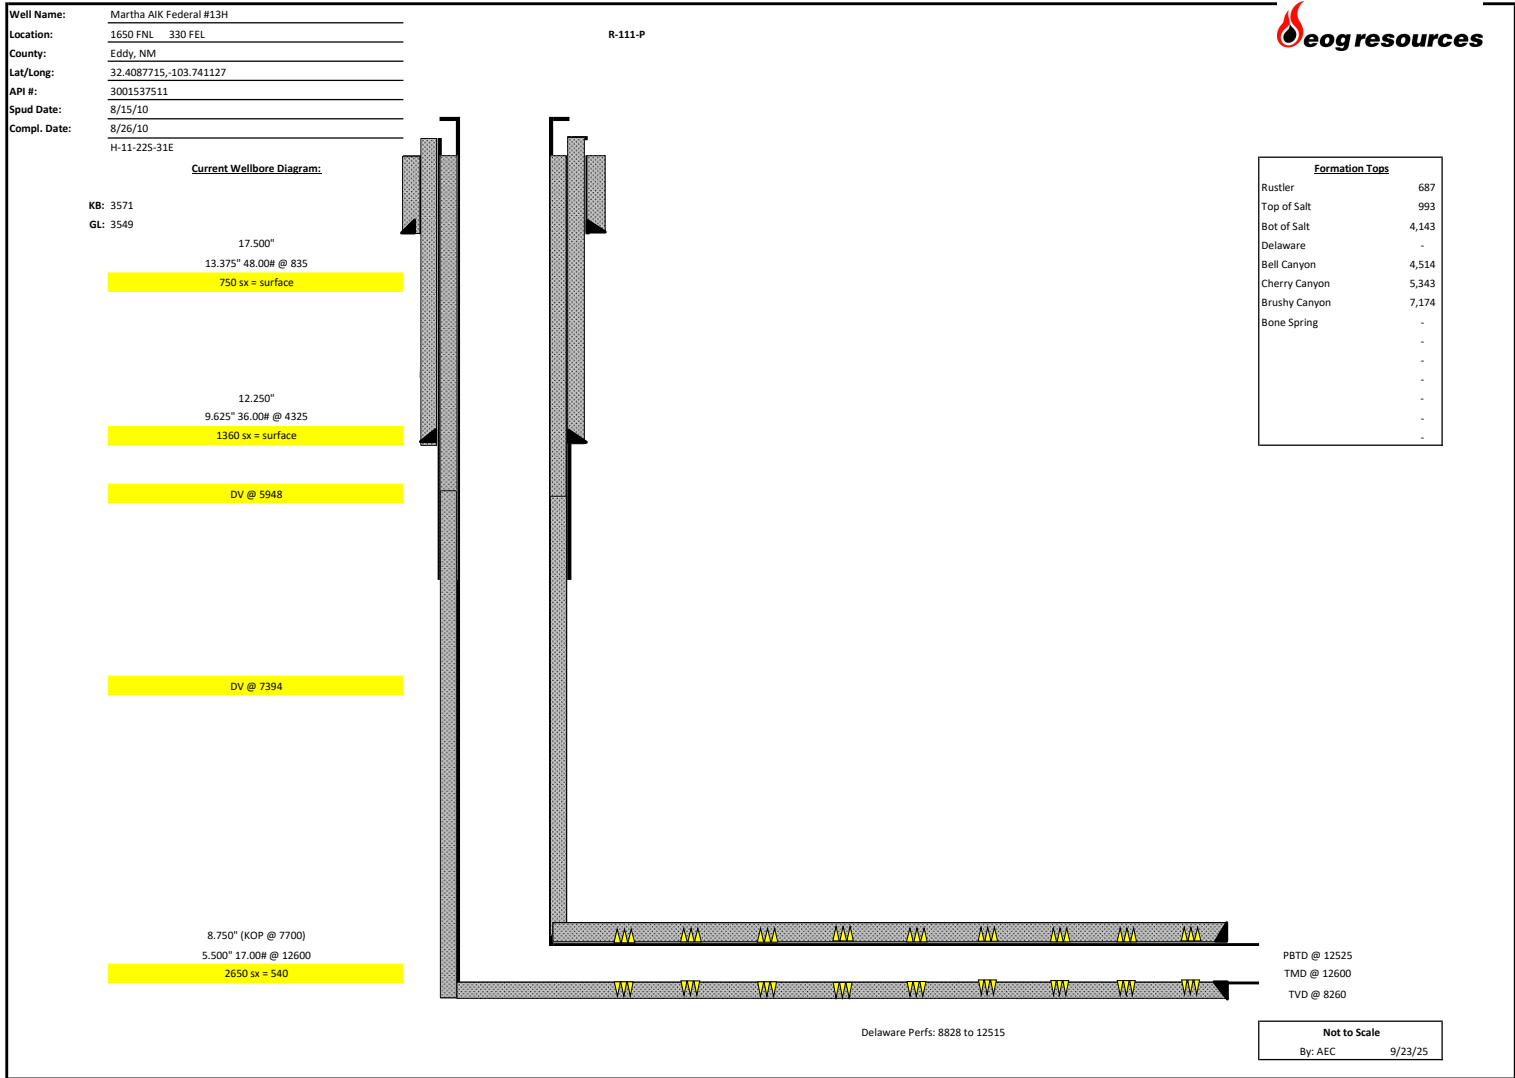 Well Name: Martha AIK Federal #13H
Location: 1650 FNL 330 FEL
R-111-P
eog resources
County: Eddy, NM
Lat/Long: 32.4087715,-103.741127
API #: 3001537511
Spud Date: 8/15/10
Compl. Date: 8/26/10
H-11-22S-31E
Current Wellbore Diagram:
KB: 3571
GL: 3549
17.500"
13.375" 48.00# @ 835
750 sx = surface
12.250"
9.625" 36.00# @ 4325
1360 sx = surface
DV @ 5948
DV @ 7394
8.750" (KOP @ 7700)
5.500" 17.00# @ 12600
2650 sx = 540
Formation Tops
Rustler 687
Top of Salt 993
Bot of Salt 4,143
Delaware -
Bell Canyon 4,514
Cherry Canyon 5,343
Brushy Canyon 7,174
Bone Spring -
-
-
-
-
-
-
PBTD @ 12525
TMD @ 12600
TVD @ 8260
Delaware Perfs: 8828 to 12515
Not to Scale
By: AEC 9/23/25